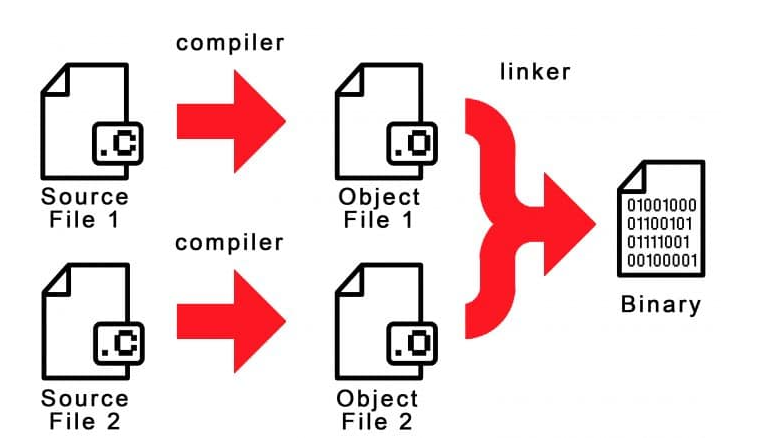 compiler
linker
.C
.O
Source
File 1
Object
File 1
01001000
01100101
01111001
00100001
Binary
compiler
.C
.O
Source
File 2
Object
File 2